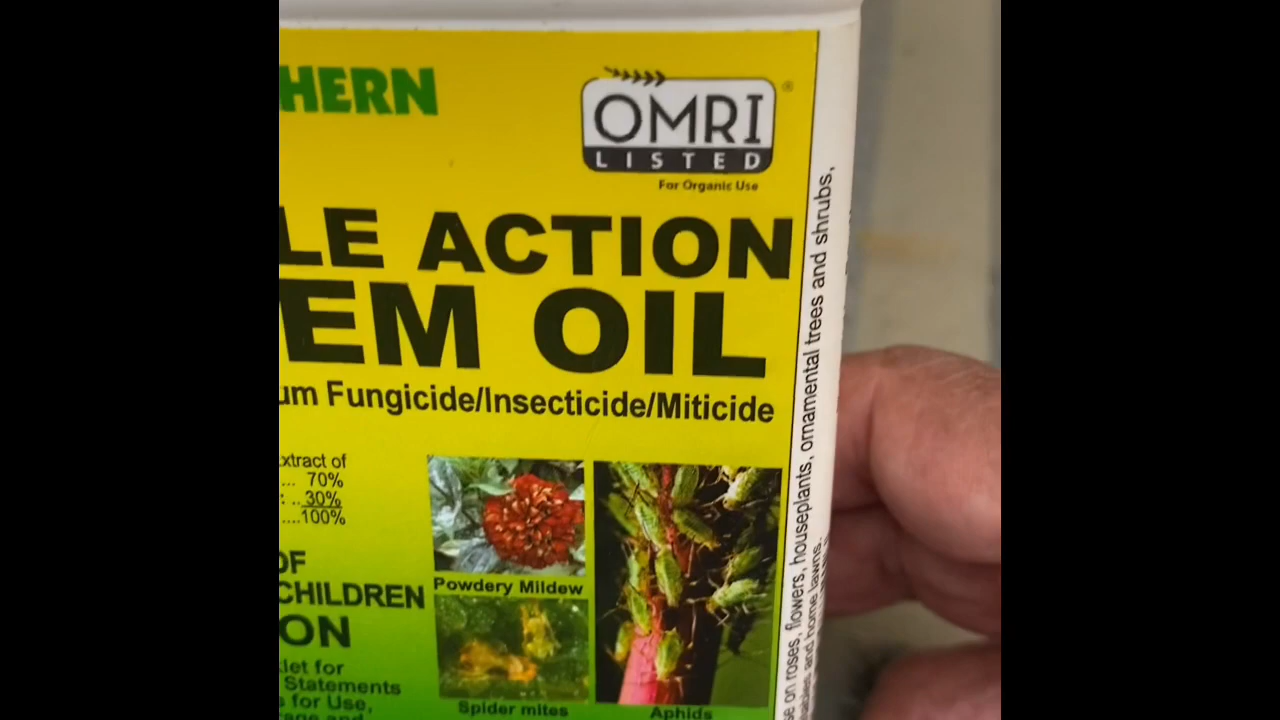 HERN
OMRI
LISTED
®
For Organic Use
LE ACTION
EM OIL
um Fungicide/Insecticide/Miticide
xtract of
... 70%
: .. 30%
....100%
OF
CHILDREN
ON
let for
Statements
s for Use,
Powdery Mildew
Spider mites
Aphids
se on roses, flowers, houseplants, ornamental trees and shrubs,
and home lawns.